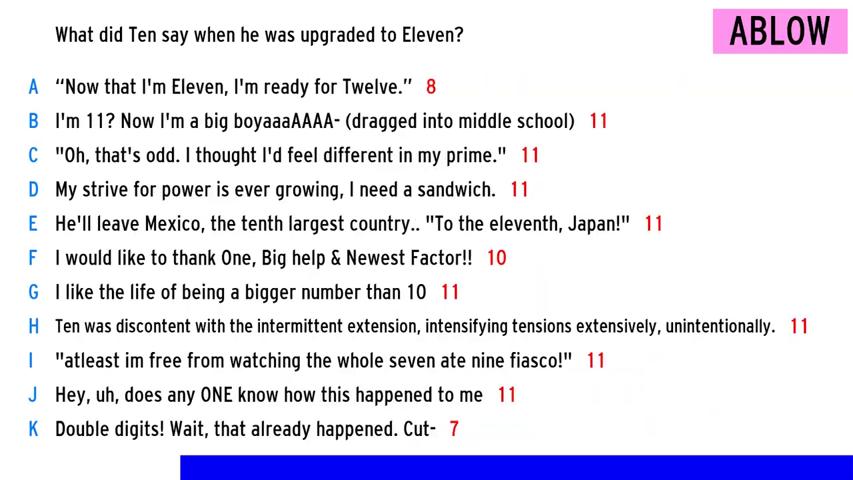 What did Ten say when he was upgraded to Eleven?
ABLOW
A “Now that I'm Eleven, I'm ready for Twelve.” 8
B I'm 11? Now I'm a big boyaaaAAAA- (dragged into middle school) 11
C "Oh, that's odd. I thought I'd feel different in my prime." 11
D My strive for power is ever growing, I need a sandwich. 11
E He'll leave Mexico, the tenth largest country.. "To the eleventh, Japan!" 11
F I would like to thank One, Big help & Newest Factor!! 10
G I like the life of being a bigger number than 10 11
H Ten was discontent with the intermittent extension, intensifying tensions extensively, unintentionally. 11
I "atleast im free from watching the whole seven ate nine fiasco!" 11
J Hey, uh, does any ONE know how this happened to me 11
K Double digits! Wait, that already happened. Cut- 7